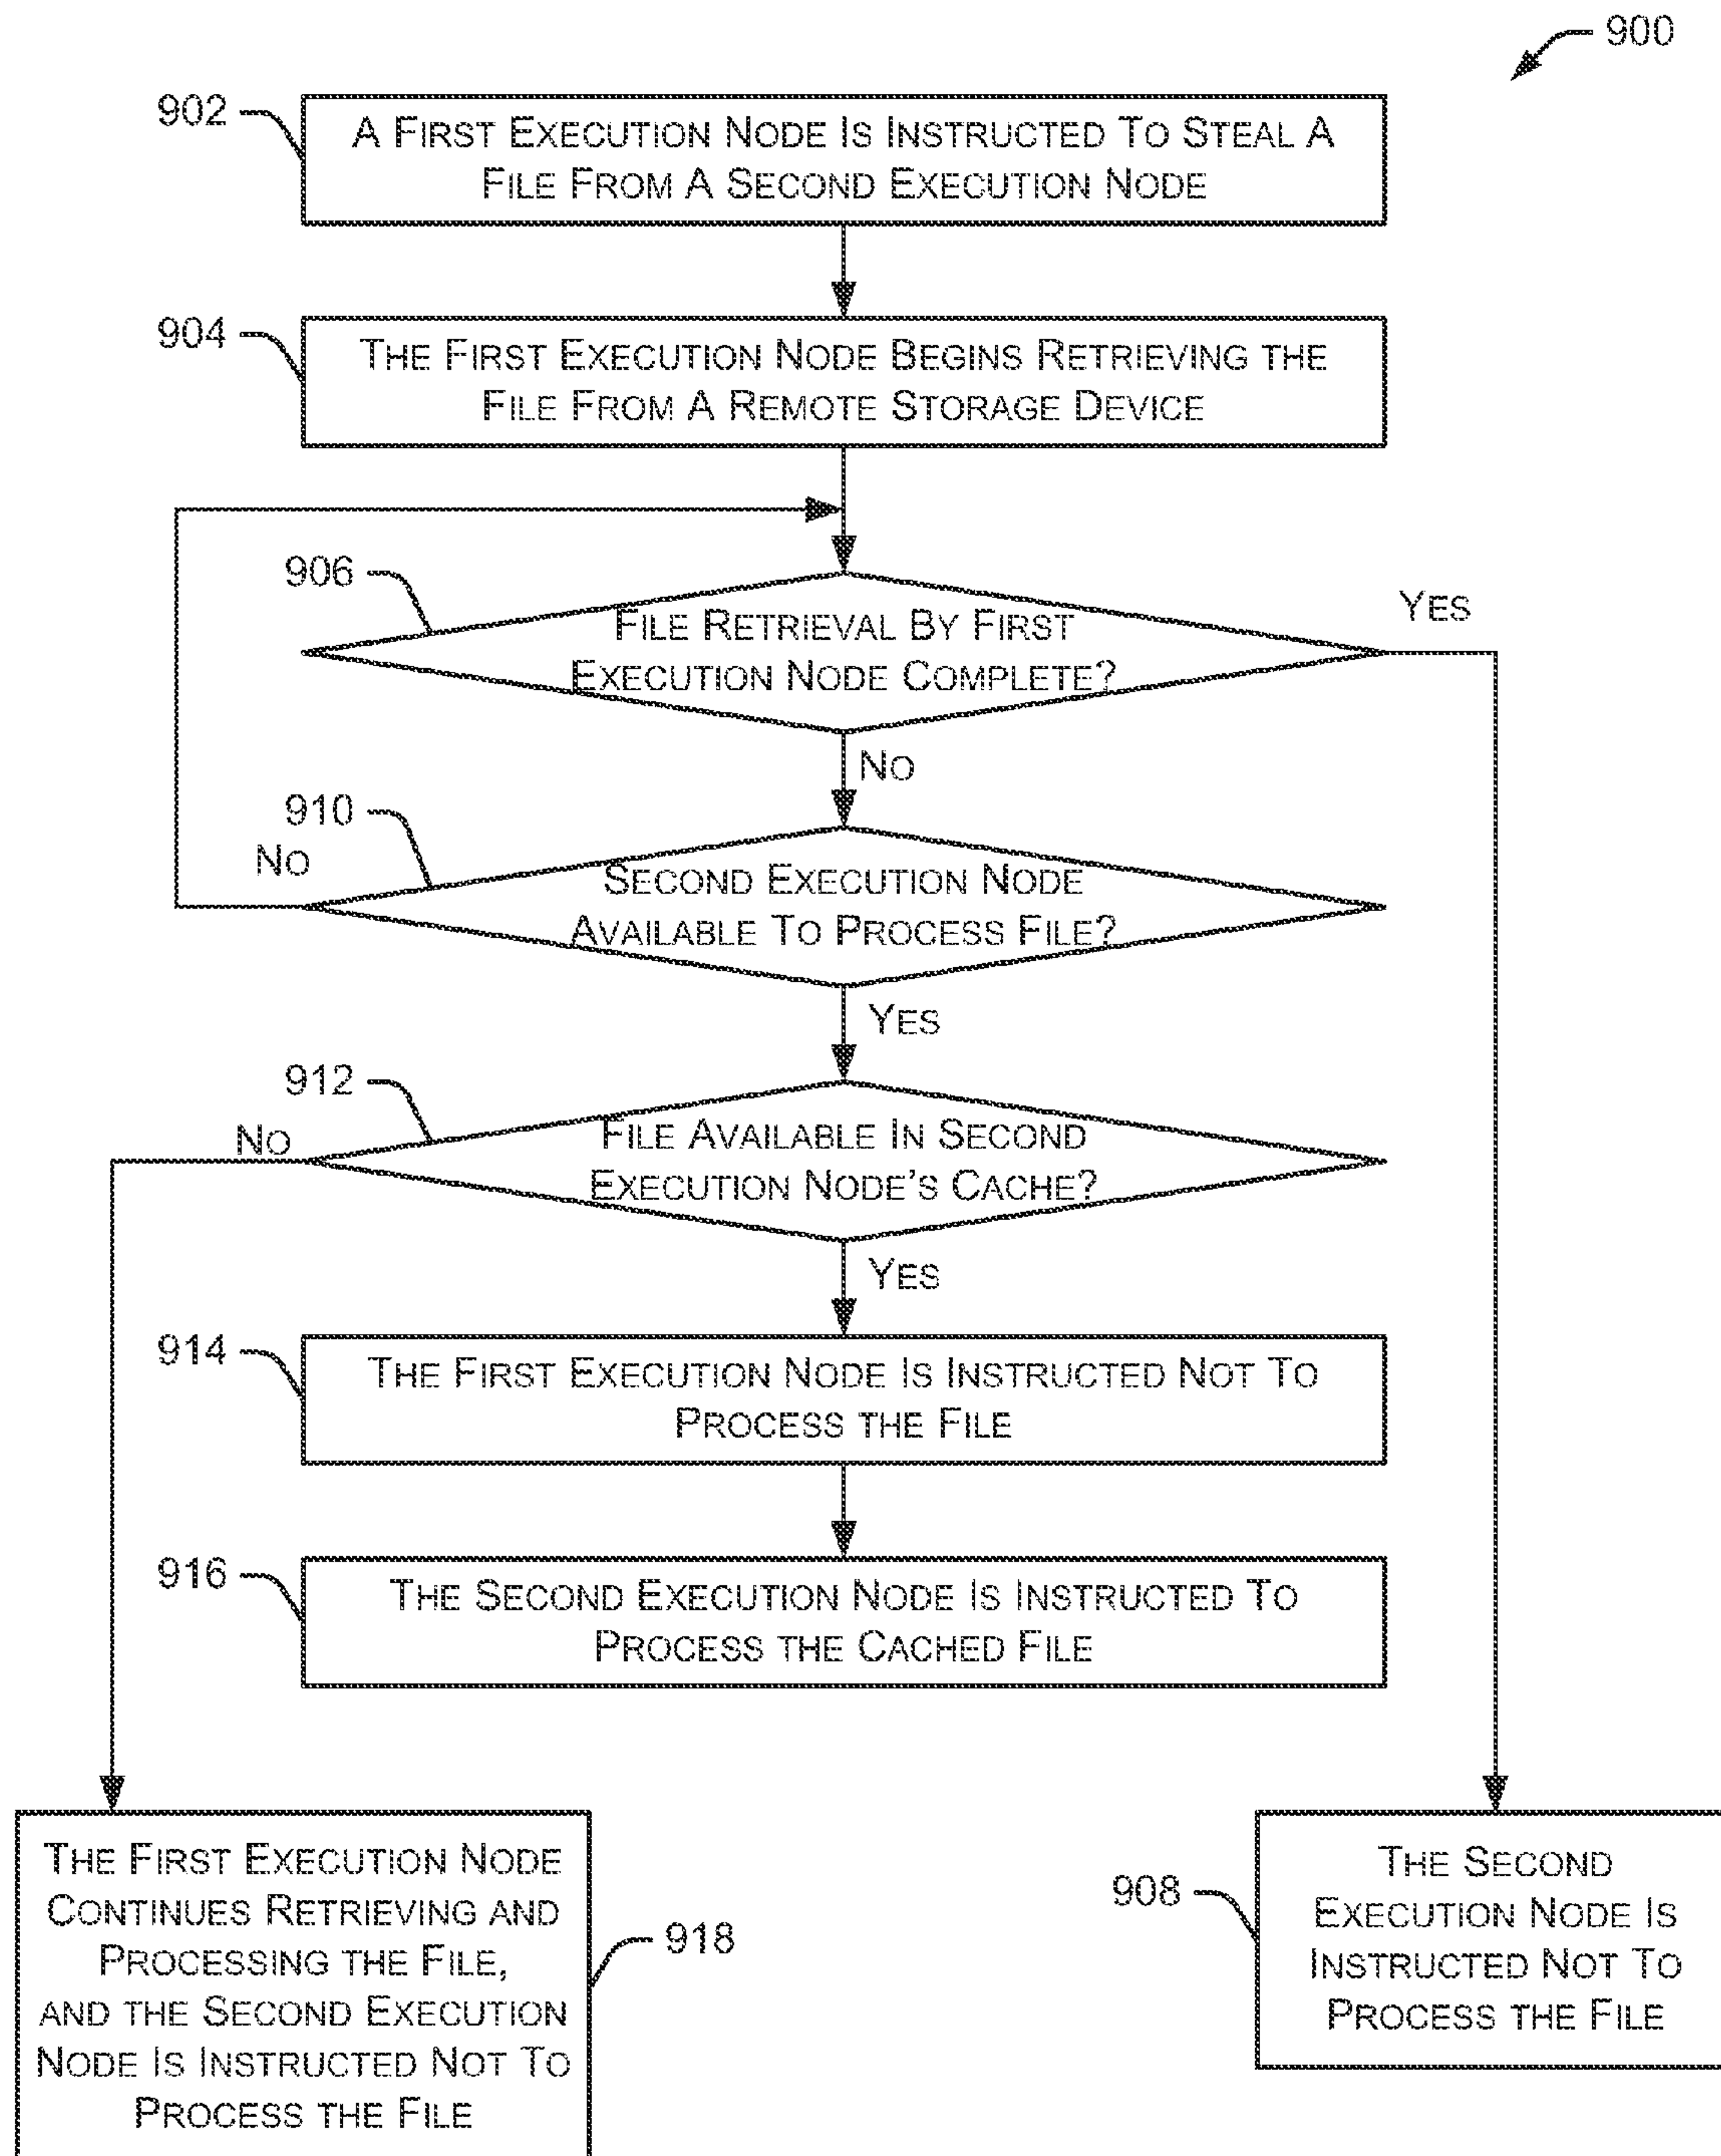 900
902
A FIRST EXECUTION NODE IS INSTRUCTED TO STEAL A
FILE FROM A SECOND EXECUTION NODE
904
THE FIRST EXECUTION NODE BEGINS RETRIEVING THE
FILE FROM A REMOTE STORAGE DEVICE
906
FILE RETRIEVAL BY FIRST
EXECUTION NODE COMPLETE?
YES
NO
910
NO
SECOND EXECUTION NODE
AVAILABLE TO PROCESS FILE?
YES
912
NO
FILE AVAILABLE IN SECOND
EXECUTION NODE'S CACHE?
YES
914
THE FIRST EXECUTION NODE IS INSTRUCTED NOT TO
PROCESS THE FILE
916
THE SECOND EXECUTION NODE IS INSTRUCTED TO
PROCESS THE CACHED FILE
THE FIRST EXECUTION NODE
CONTINUES RETRIEVING AND
PROCESSING THE FILE,
AND THE SECOND EXECUTION
NODE IS INSTRUCTED NOT TO
PROCESS THE FILE
918
908
THE SECOND
EXECUTION NODE IS
INSTRUCTED NOT TO
PROCESS THE FILE